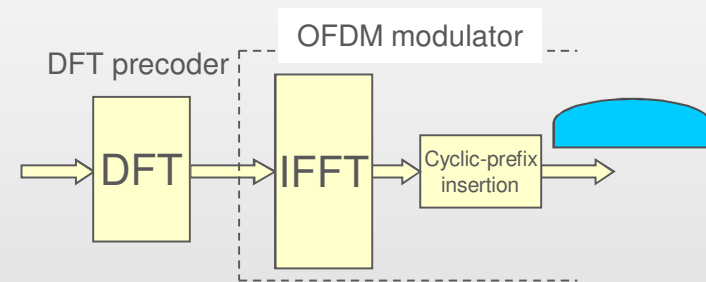 OFDM modulator
DFT precoder
DFT
IFFT
Cyclic-prefix
insertion